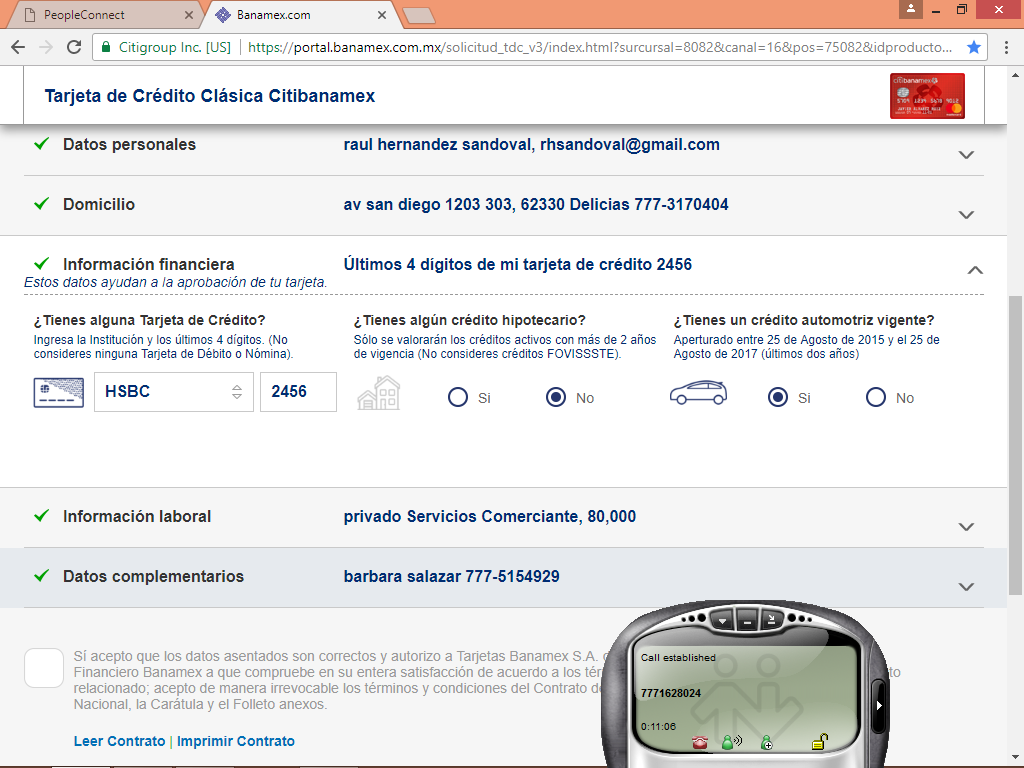 PeopleConnect
Banamex.com
Citigroup Inc. [US]
https://portal.banamex.com.mx/solicitud_tdc_v3/index.html?surcursal=8082&canal=16&pos=75082&idproducto...
Tarjeta de Crédito Clásica Citibanamex
citibanamex
Datos personales
raul hernandez sandoval, rhsandoval@gmail.com
Domicilio
av san diego 1203 303, 62330 Delicias 777-3170404
Información financiera
Últimos 4 dígitos de mi tarjeta de crédito 2456
Estos datos ayudan a la aprobación de tu tarjeta.
¿Tienes alguna Tarjeta de Crédito?
Ingresa la Institución y los últimos 4 dígitos. (No
consideres ninguna Tarjeta de Débito o Nómina).
HSBC
2456
¿Tienes algún crédito hipotecario?
Sólo se valorarán los créditos activos con más de 2 años
de vigencia (No consideres créditos FOVISSSTE).
Si
No
¿Tienes un crédito automotriz vigente?
Aperturado entre 25 de Agosto de 2015 y el 25 de
Agosto de 2017 (últimos dos años)
Si
No
Información laboral
privado Servicios Comerciante, 80,000
Datos complementarios
barbara salazar 777-5154929
Sí acepto que los datos asentados son correctos y autorizo a Tarjetas Banamex S.A.
Financiero Banamex a que compruebe en su entera satisfacción de acuerdo a los tér
to
relacionado; acepto de manera irrevocable los términos y condiciones del Contrato de
Nacional, la Carátula y el Folleto anexos.
Leer Contrato | Imprimir Contrato
Call established
7771628024
0:11:06